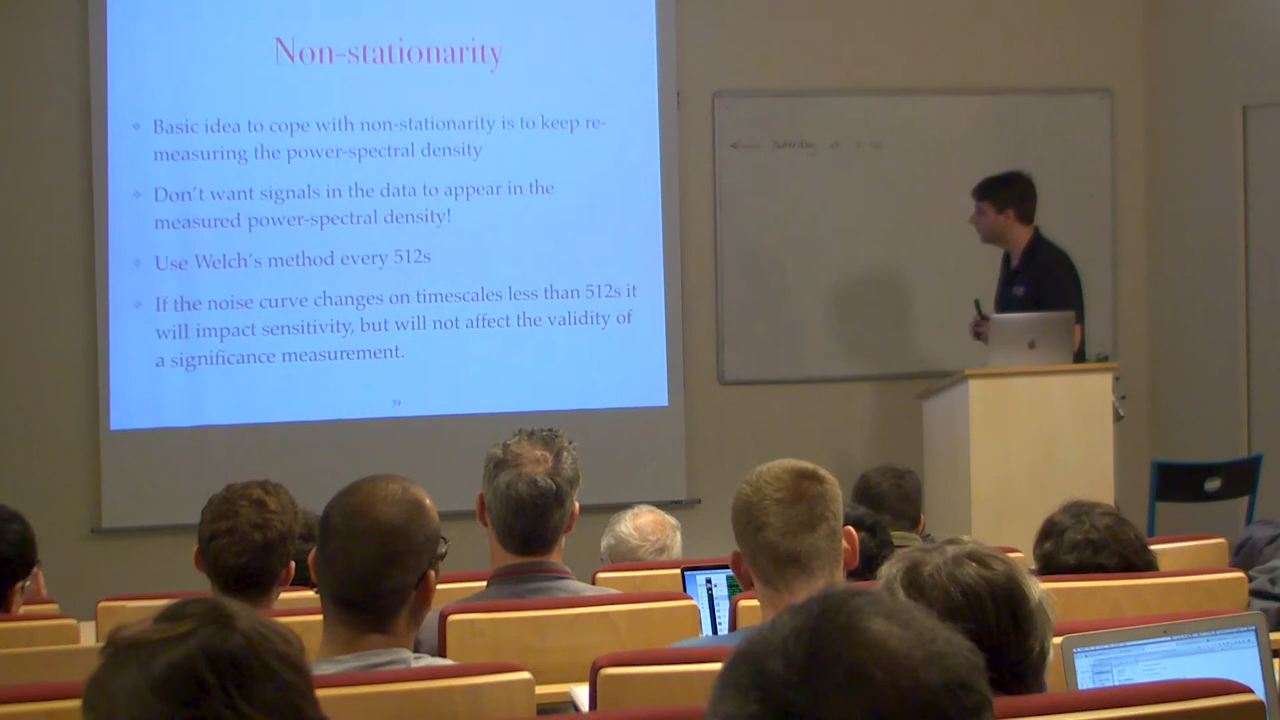 Non-stationarity
Basic idea to cope with non-stationarity is to keep re-
measuring the power-spectral density
Don't want signals in the data to appear in the
measured power-spectral density!
Use Welch's method every 512s
If the noise curve changes on timescales less than 512s it
will impact sensitivity, but will not affect the validity of
a significance measurement.
39